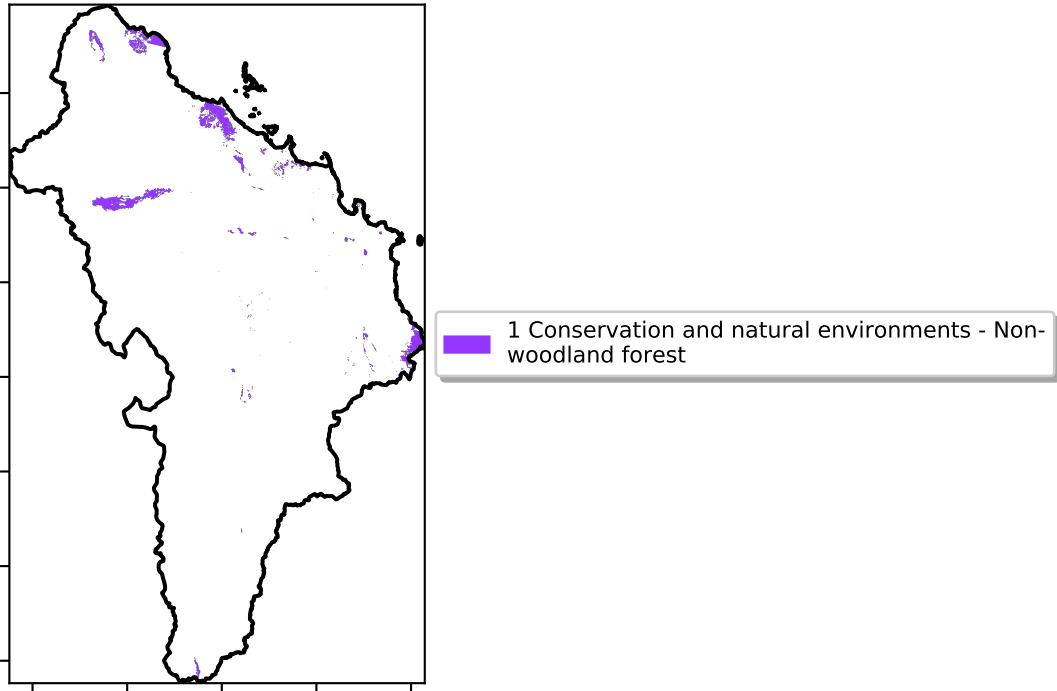 1 Conservation and natural environments - Non-
woodland forest